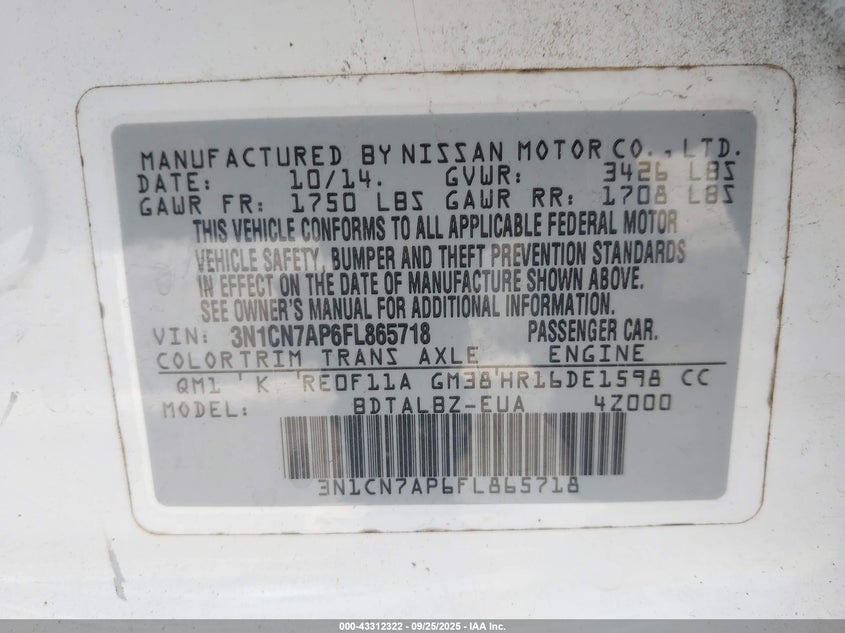 MANUFACTURED BY NISSAN MOTOR CO., LTD.
DATE: 10/14. GVWR: 3426 LBS
GAWR FR: 1750 LBS GAWR RR: 1708 LBS
THIS VEHICLE CONFORMS TO ALL APPLICABLE FEDERAL MOTOR
VEHICLE SAFETY, BUMPER AND THEFT PREVENTION STANDARDS
IN EFFECT ON THE DATE OF MANUFACTURE SHOWN ABOVE.
SEE OWNER'S MANUAL FOR ADDITIONAL INFORMATION.
VIN: 3N1CN7AP6FL865718 PASSENGER CAR.
COLORTRIM TRANS AXLE ENGINE
QM1 ' K 'RE0F11A GM38'HR16DE1598 CC
MODEL: BDTALBZ-EUA 4Z000
3N1CN7AP6FL865718
000-43312322 - 09/25/2025 - IAA Inc.